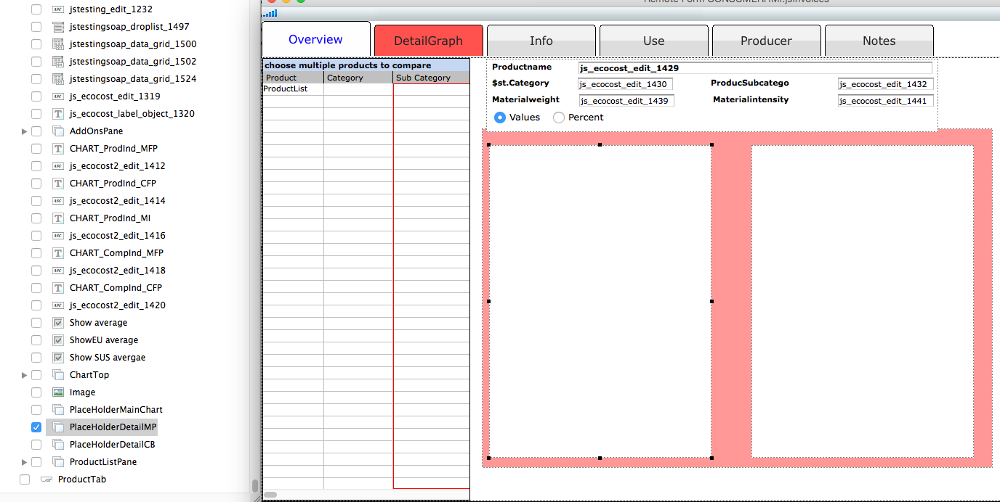 jstesting_edit_1232
jstestingsoap_droplist_1497
jstestingsoap_data_grid_1500
jstestingsoap_data_grid_1502
jstestingsoap_data_grid_1524
js_ecocost_edit_1319
js_ecocost_label_object_1320
AddOnsPane
CHART_ProdInd_MFP
js_ecocost2_edit_1412
CHART_ProdInd_CFP
js_ecocost2_edit_1414
CHART_ProdInd_MI
js_ecocost2_edit_1416
CHART_CompInd_MFP
js_ecocost2_edit_1418
CHART_CompInd_CFP
js_ecocost2_edit_1420
Show average
ShowEU average
Show SUS avergae
ChartTop
Image
PlaceHolderMainChart
PlaceHolderDetailMP
PlaceHolderDetailCB
ProductListPane
ProductTab
Overview DetailGraph Info Use Producer Notes
choose multiple products to compare
Product Category Sub Category
ProductList
Productname js_ecocost_edit_1429
$st.Category js_ecocost_edit_1430 ProducSubcatego js_ecocost_edit_1432
Materialweight js_ecocost_edit_1439 Materialintensity js_ecocost_edit_1441
Values Percent